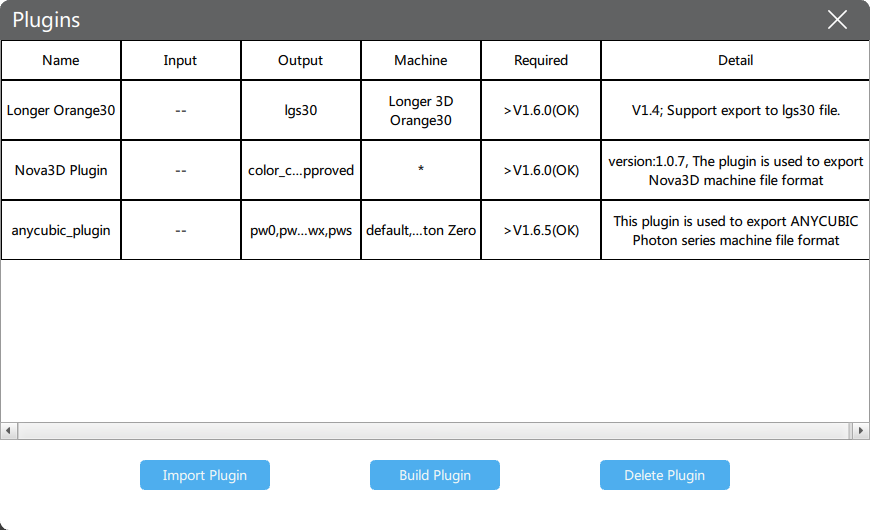 Plugins
Name Input Output Machine Required Detail
Longer Orange30 -- lgs30 Longer 3D Orange30 >V1.6.0(OK) V1.4; Support export to lgs30 file.
Nova3D Plugin -- color_c...pproved * >V1.6.0(OK) version:1.0.7, The plugin is used to export
Nova3D machine file format
anycubic_plugin -- pw0,pw...wx,pws default,...ton Zero >V1.6.5(OK) This plugin is used to export ANYCUBIC
Photon series machine file format
Import Plugin Build Plugin Delete Plugin